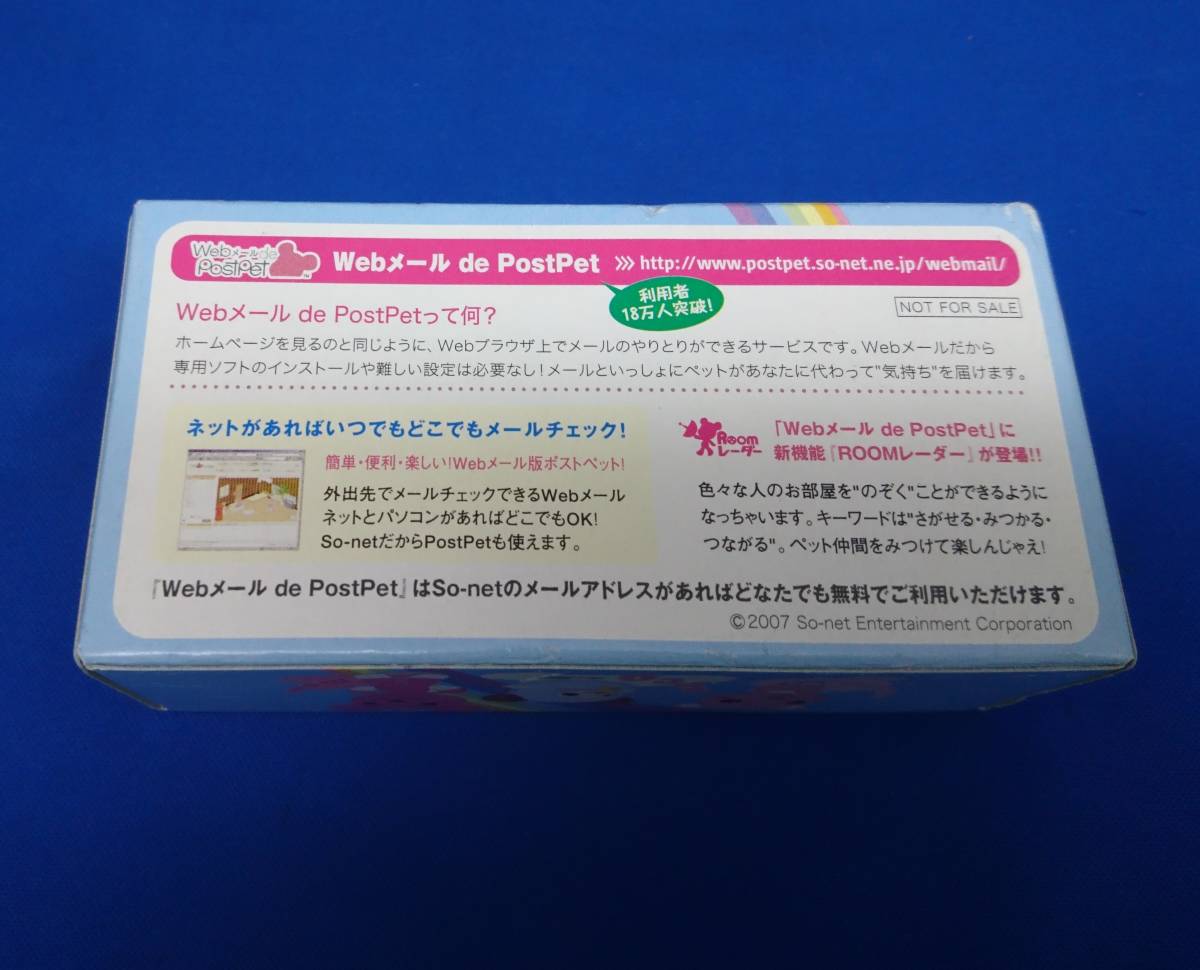 Webメールde
PostPet™
Webメール de PostPet >>> http://www.postpet.so-net.ne.jp/webmail/
利用者
18万人突破!
Webメール de PostPetって何?
NOT FOR SALE
ホームページを見るのと同じように、Webブラウザ上でメールのやりとりができるサービスです。Webメールだから
専用ソフトのインストールや難しい設定は必要なし!メールといっしょにペットがあなたに代わって"気持ち"を届けます。
ネットがあればいつでもどこでもメールチェック!
簡単・便利・楽しい!Webメール版ポストペット!
外出先でメールチェックできるWebメール
ネットとパソコンがあればどこでもOK!
So-netだからPostPetも使えます。
Room
レーダー
「Webメール de PostPet」に
新機能『ROOMレーダー』が登場!!
色々な人のお部屋を"のぞく"ことができるように
なっちゃいます。キーワードは"さがせる・みつかる・
つながる"。ペット仲間をみつけて楽しんじゃえ!
『Webメール de PostPet』はSo-netのメールアドレスがあればどなたでも無料でご利用いただけます。
©2007 So-net Entertainment Corporation